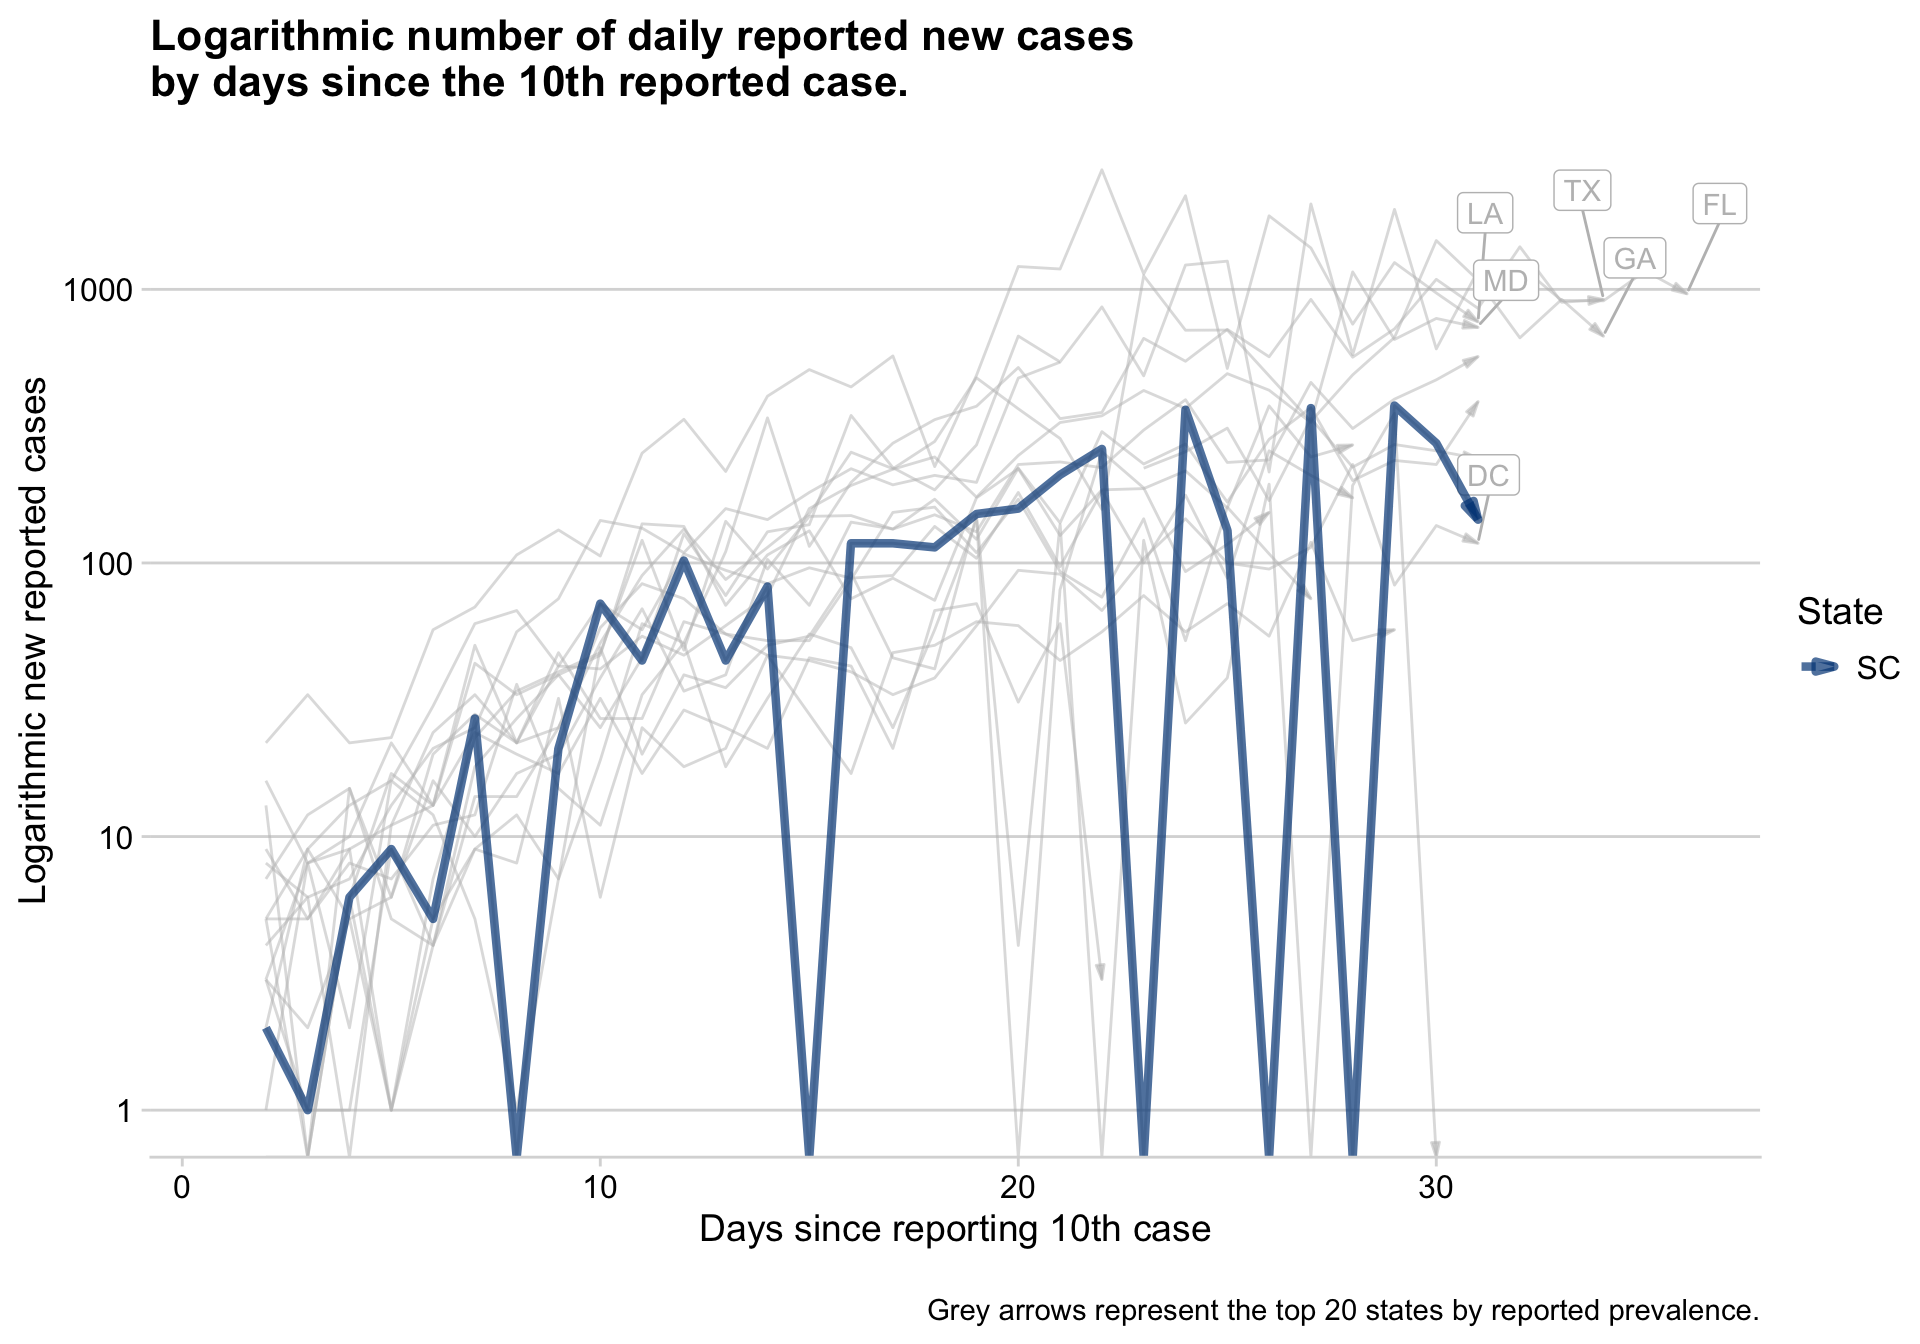 Logarithmic number of daily reported new cases
by days since the 10th reported case.
TX
FL
LA
GA
MD
DC
1000
100
10
1
Logarithmic new reported cases
0
10
20
30
Days since reporting 10th case
State
SC
Grey arrows represent the top 20 states by reported prevalence.